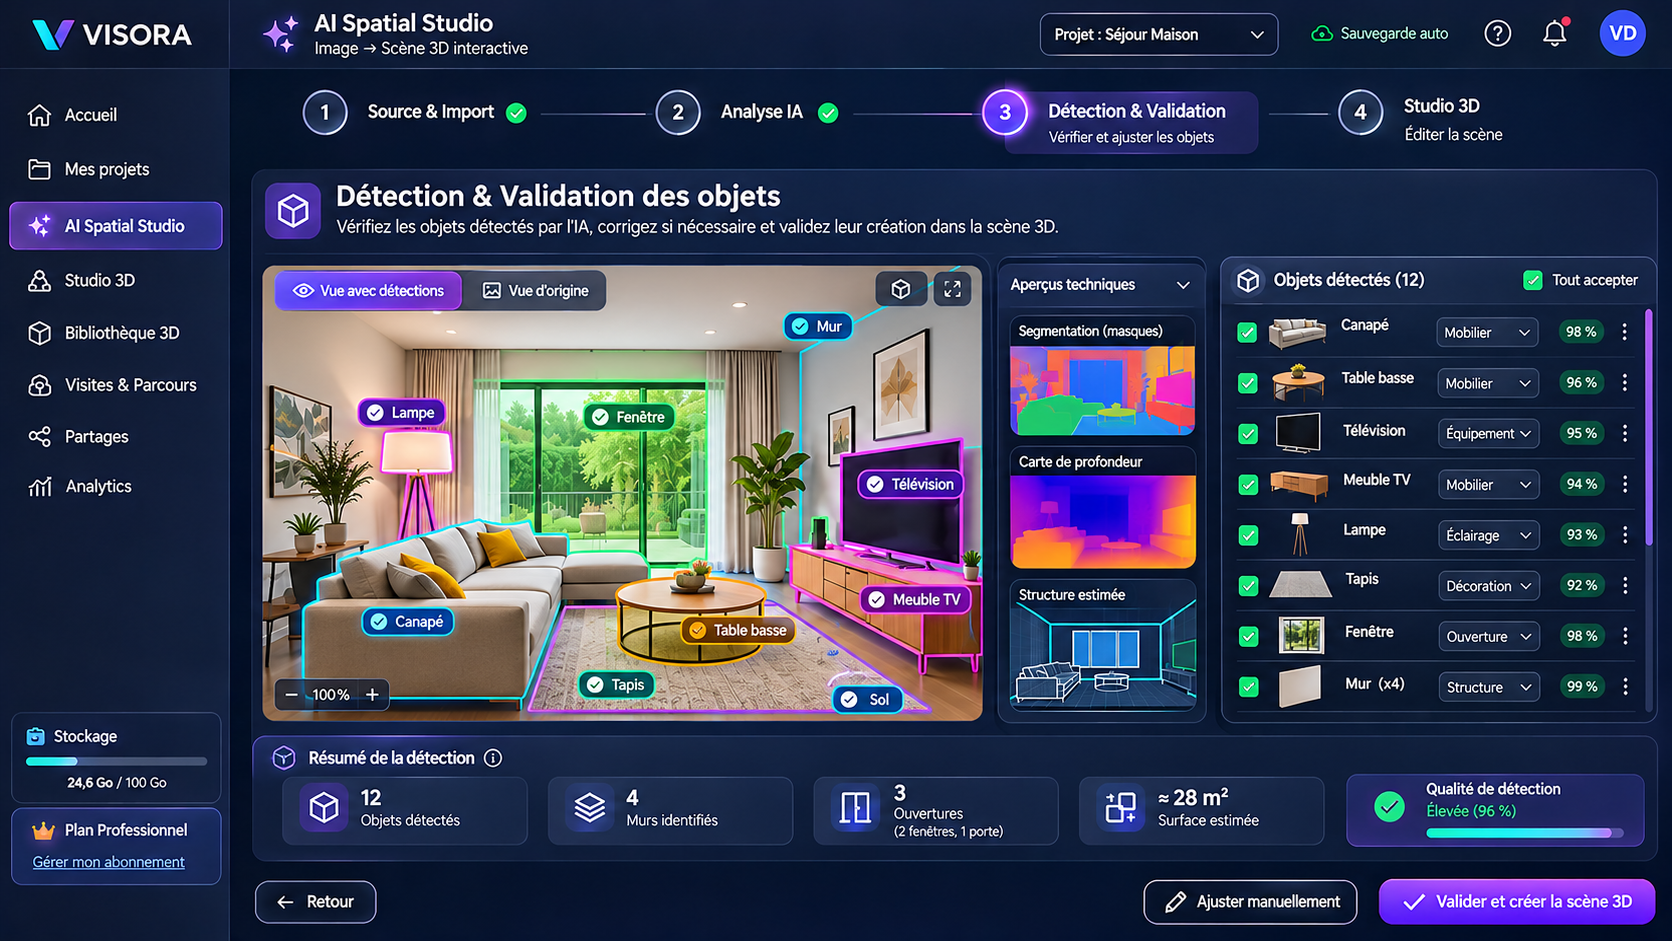 VISORA
AI Spatial Studio
Image → Scène 3D interactive
Projet : Séjour Maison
Sauvegarde auto
?
VD
Accueil
Mes projets
AI Spatial Studio
Studio 3D
Bibliothèque 3D
Visites & Parcours
Partages
Analytics
Stockage
24,6 Go / 100 Go
Plan Professionnel
Gérer mon abonnement
1
Source & Import
2
Analyse IA
3
Détection & Validation
Vérifier et ajuster les objets
4
Studio 3D
Éditer la scène
Détection & Validation des objets
Vérifiez les objets détectés par l'IA, corrigez si nécessaire et validez leur création dans la scène 3D.
Vue avec détections
Vue d'origine
Mur
Lampe
Fenêtre
Télévision
Meuble TV
Canapé
Table basse
Tapis
Sol
− 100% +
Aperçus techniques
Segmentation (masques)
Carte de profondeur
Structure estimée
Objets détectés (12)
Tout accepter
Canapé Mobilier 98 %
Table basse Mobilier 96 %
Télévision Équipement 95 %
Meuble TV Mobilier 94 %
Lampe Éclairage 93 %
Tapis Décoration 92 %
Fenêtre Ouverture 98 %
Mur (x4) Structure 99 %
Résumé de la détection
12
Objets détectés
4
Murs identifiés
3
Ouvertures
(2 fenêtres, 1 porte)
≈ 28 m²
Surface estimée
Qualité de détection
Élevée (96 %)
← Retour
Ajuster manuellement
Valider et créer la scène 3D